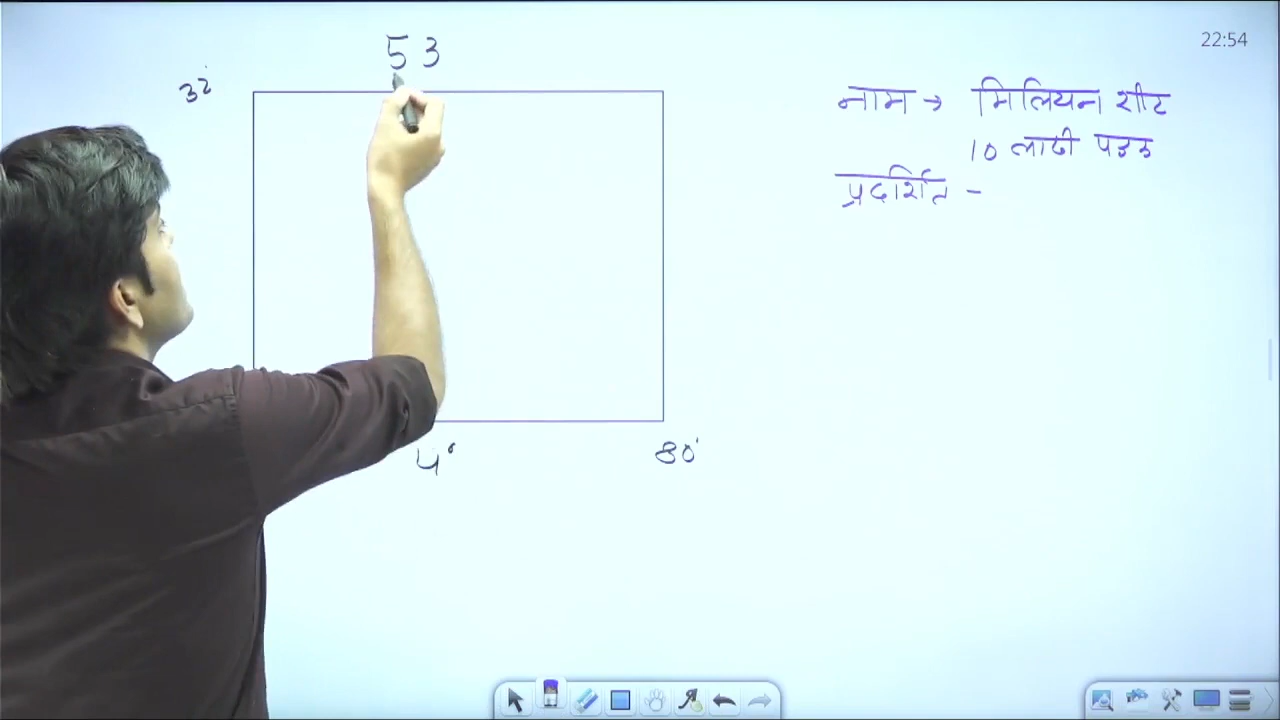 22:54
53
32°
नाम → मिलियन शीट
10 लाखी पत्रक
प्रदर्शित -
4° 80°